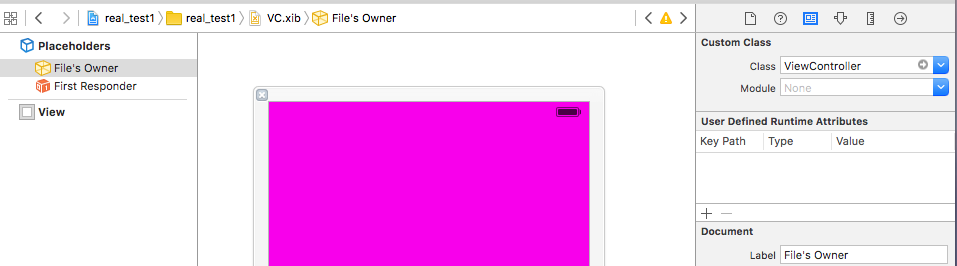 real_test1 real_test1 VC.xib File's Owner
Placeholders
File's Owner
First Responder
View
Custom Class
Class ViewController
Module None
User Defined Runtime Attributes
Key Path Type Value
Document
Label File's Owner